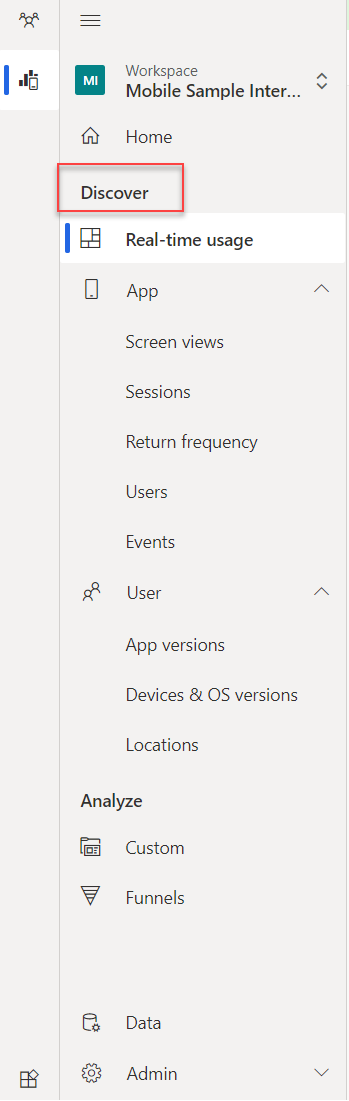 MI
Workspace
Mobile Sample Inter...
Home
Discover
Real-time usage
App
Screen views
Sessions
Return frequency
Users
Events
User
App versions
Devices & OS versions
Locations
Analyze
Custom
Funnels
Data
Admin